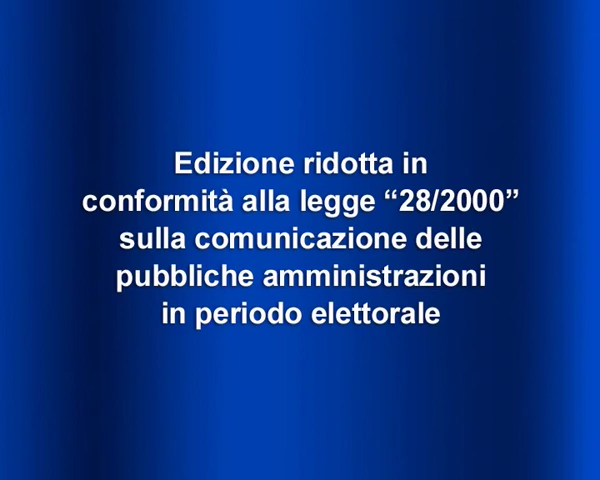 Edizione ridotta in
conformità alla legge “28/2000”
sulla comunicazione delle
pubbliche amministrazioni
in periodo elettorale